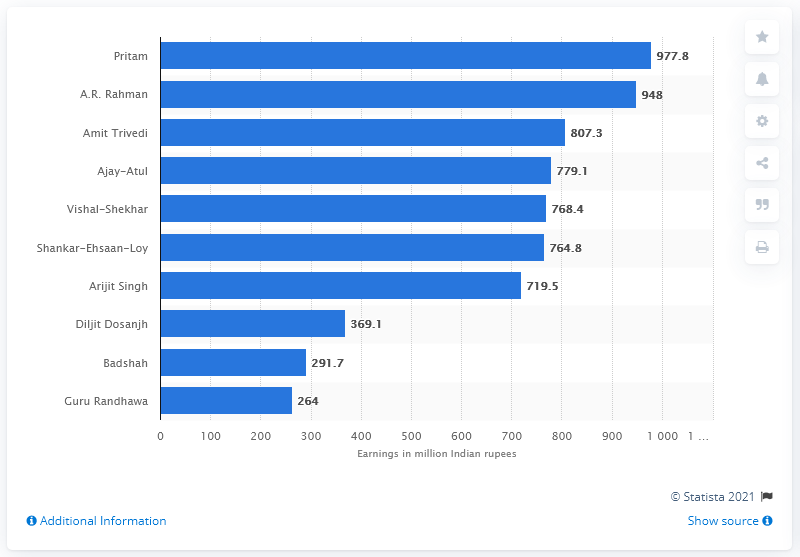 Pritam 977.8
A.R. Rahman 948
Amit Trivedi 807.3
Ajay-Atul 779.1
Vishal-Shekhar 768.4
Shankar-Ehsaan-Loy 764.8
Arijit Singh 719.5
Diljit Dosanjh 369.1
Badshah 291.7
Guru Randhawa 264
0 100 200 300 400 500 600 700 800 900 1 000 1 ...
Earnings in million Indian rupees
© Statista 2021
Additional Information Show source